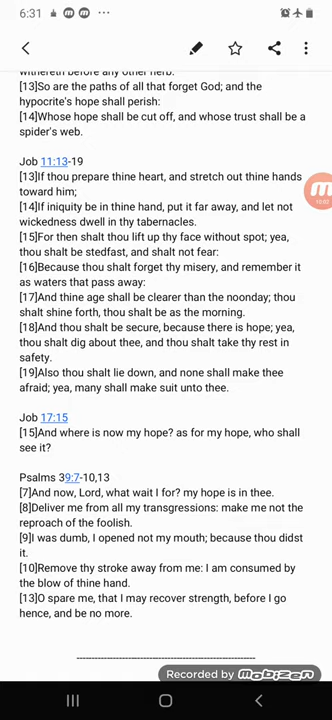 6:31
withereth before any other herb.
[13]So are the paths of all that forget God; and the
hypocrite's hope shall perish:
[14]Whose hope shall be cut off, and whose trust shall be a
spider's web.
Job 11:13-19
[13]If thou prepare thine heart, and stretch out thine hands
toward him;
[14]If iniquity be in thine hand, put it far away, and let not
wickedness dwell in thy tabernacles.
[15]For then shalt thou lift up thy face without spot; yea,
thou shalt be stedfast, and shalt not fear:
[16]Because thou shalt forget thy misery, and remember it
as waters that pass away:
10:02
[17]And thine age shall be clearer than the noonday; thou
shalt shine forth, thou shalt be as the morning.
[18]And thou shalt be secure, because there is hope; yea,
thou shalt dig about thee, and thou shalt take thy rest in
safety.
[19]Also thou shalt lie down, and none shall make thee
afraid; yea, many shall make suit unto thee.
Job 17:15
[15]And where is now my hope? as for my hope, who shall
see it?
Psalms 39:7-10,13
[7]And now, Lord, what wait I for? my hope is in thee.
[8]Deliver me from all my transgressions: make me not the
reproach of the foolish.
[9]I was dumb, I opened not my mouth; because thou didst
it.
[10]Remove thy stroke away from me: I am consumed by
the blow of thine hand.
[13]O spare me, that I may recover strength, before I go
hence, and be no more.
--------------------------------------------------------
Recorded by Mobizen